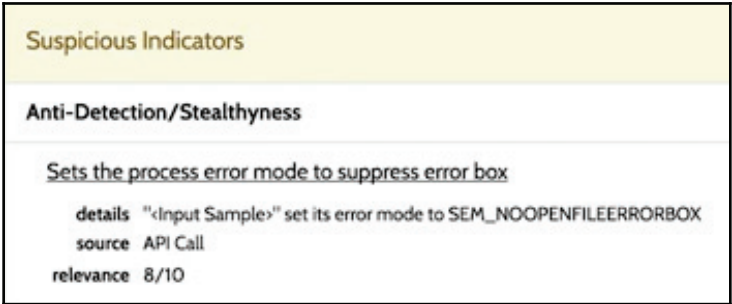 Suspicious Indicators
Anti-Detection/Stealthyness
Sets the process error mode to suppress error box
details "<Input Sample>" set its error mode to SEM_NOOPENFILEERRORBOX
source API Call
relevance 8/10